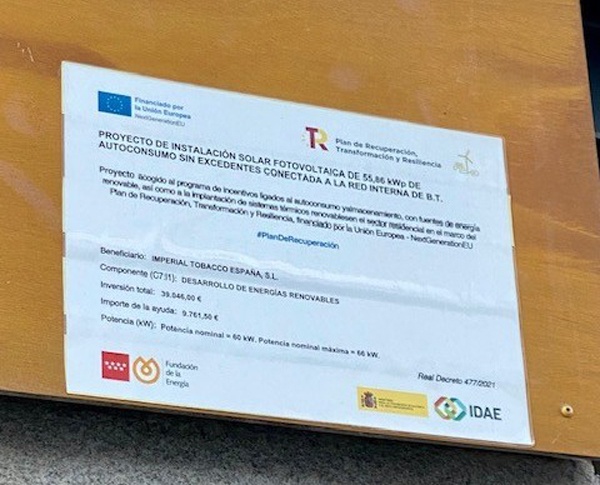 Financiado por
la Unión Europea
NextGenerationEU
TR
Plan de Recuperación,
Transformación y Resiliencia
PROYECTO DE INSTALACIÓN SOLAR FOTOVOLTAICA DE 55,86 kWp DE
AUTOCONSUMO SIN EXCEDENTES CONECTADA A LA RED INTERNA DE B.T.
Proyecto acogido al programa de incentivos ligados al autoconsumo yalmacenamiento, con fuentes de energía
renovable, así como a la implantación de sistemas térmicos renovablesen el sector residencial en el marco del
Plan de Recuperación, Transformación y Resiliencia, financiado por la Unión Europea - NextGenerationEU
#PlanDeRecuperación
Beneficiario: IMPERIAL TOBACCO ESPAÑA, S.L.
Componente (C7.I1): DESARROLLO DE ENERGÍAS RENOVABLES
Inversión total: 39.046,00 €
Importe de la ayuda: 9.761,50 €
Potencia (kW): Potencia nominal = 60 kW. Potencia nominal máxima = 66 kW.
Real Decreto 477/2021
Fundación
de la
Energía
IDAE